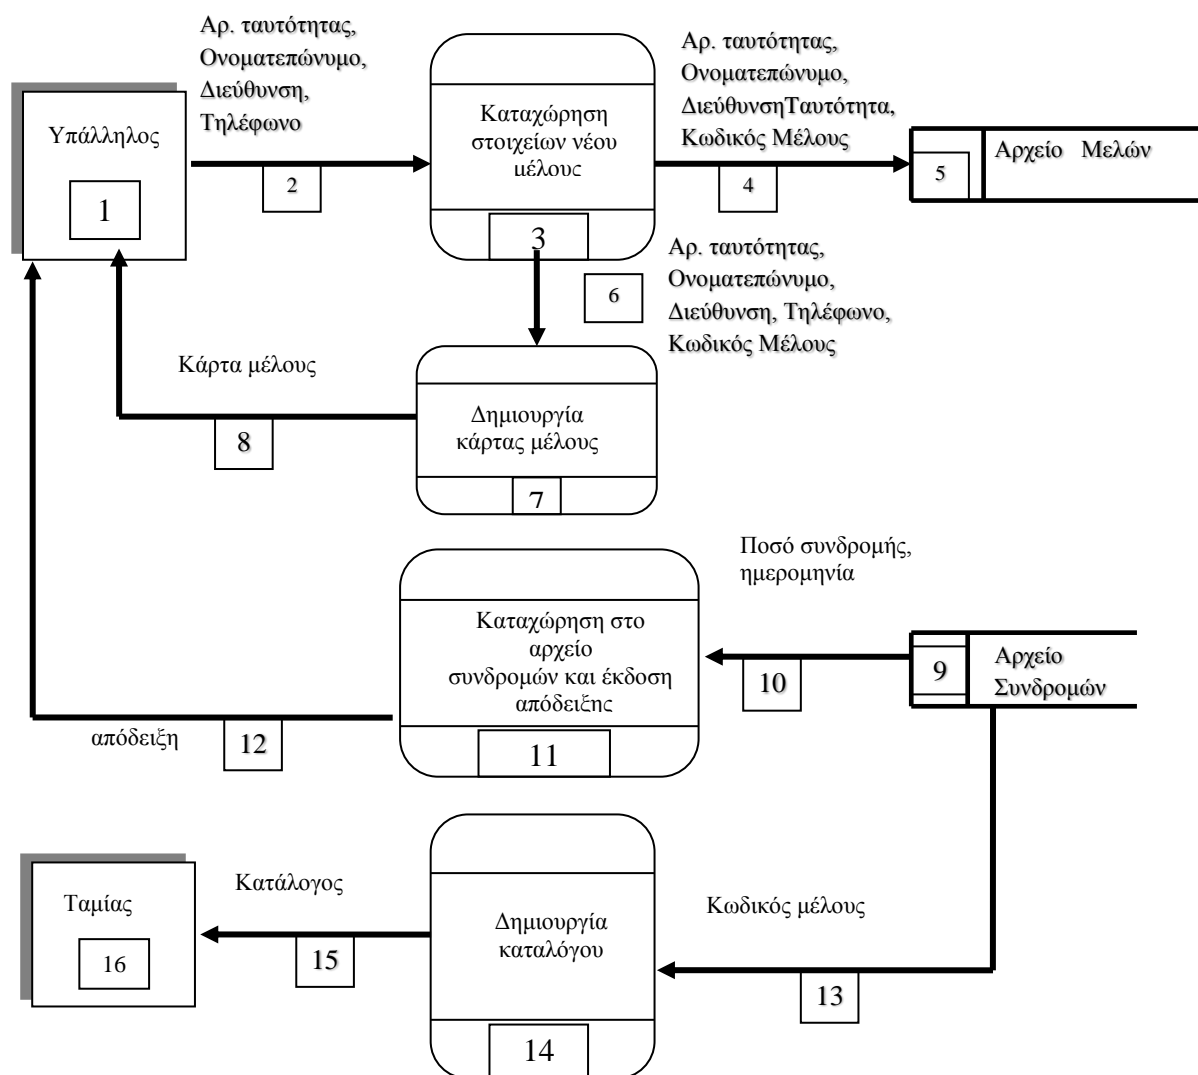 Αρ. ταυτότητας,
Ονοματεπώνυμο,
Διεύθυνση,
Τηλέφωνο
Υπάλληλος
1
2
Καταχώρηση
στοιχείων νέου
μέλους
3
Αρ. ταυτότητας,
Ονοματεπώνυμο,
ΔιεύθυνσηΤαυτότητα,
Κωδικός Μέλους
4
5
Αρχείο Μελών
6
Αρ. ταυτότητας,
Ονοματεπώνυμο,
Διεύθυνση, Τηλέφωνο,
Κωδικός Μέλους
Κάρτα μέλους
8
Δημιουργία
κάρτας μέλους
7
Ποσό συνδρομής,
ημερομηνία
Καταχώρηση στο
αρχείο
συνδρομών και έκδοση
απόδειξης
11
10
9
Αρχείο
Συνδρομών
απόδειξη
12
Ταμίας
16
Κατάλογος
15
Δημιουργία
καταλόγου
14
Κωδικός μέλους
13